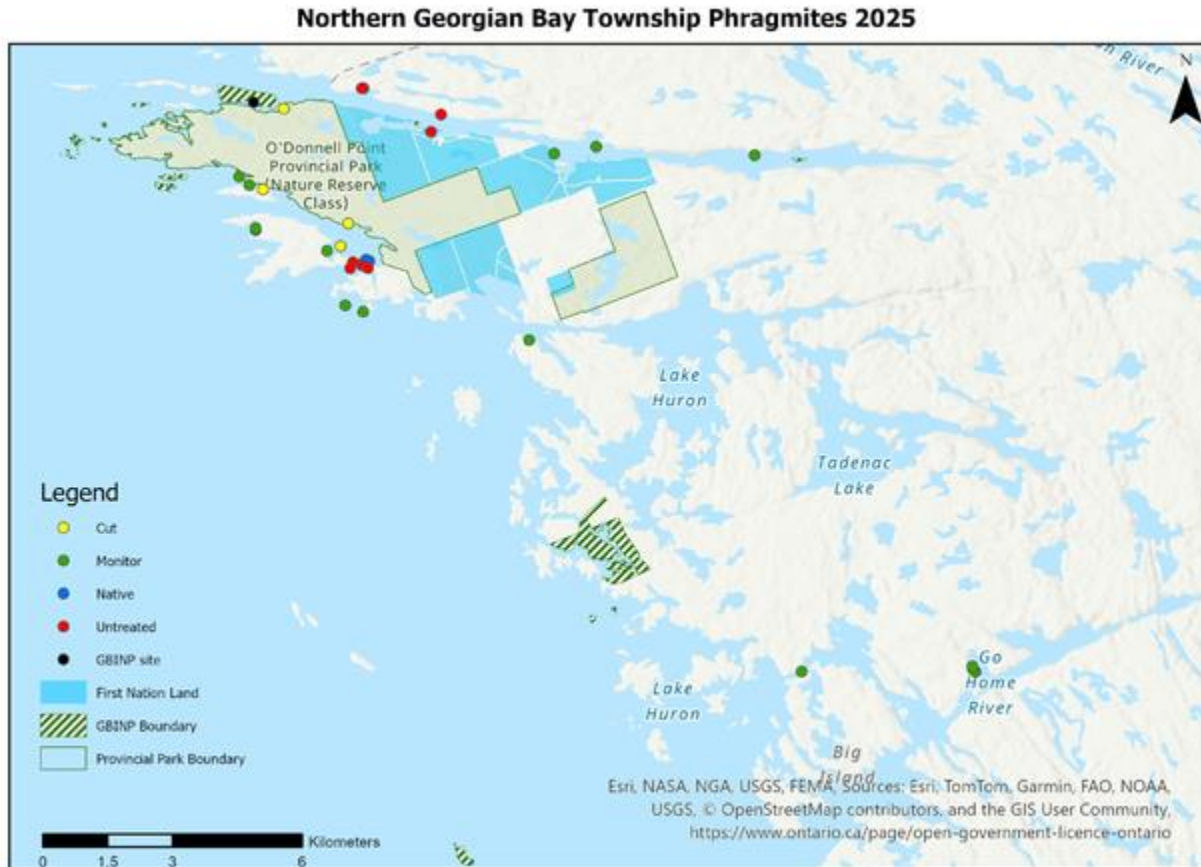 Northern Georgian Bay Township Phragmites 2025
River
N
O'Donnell Point
Provincial Park
(Nature Reserve
Class)
Lake
Huron
Tadenac
Lake
Legend
Cut
Monitor
Native
Untreated
GBINP site
First Nation Land
GBINP Boundary
Provincial Park Boundary
Go
Home
River
Lake
Huron
Big
Island
Esri, NASA, NGA, USGS, FEMA, Sources: Esri, TomTom, Garmin, FAO, NOAA,
USGS, © OpenStreetMap contributors, and the GIS User Community,
https://www.ontario.ca/page/open-government-licence-ontario
Kilometers
0 1.5 3 6